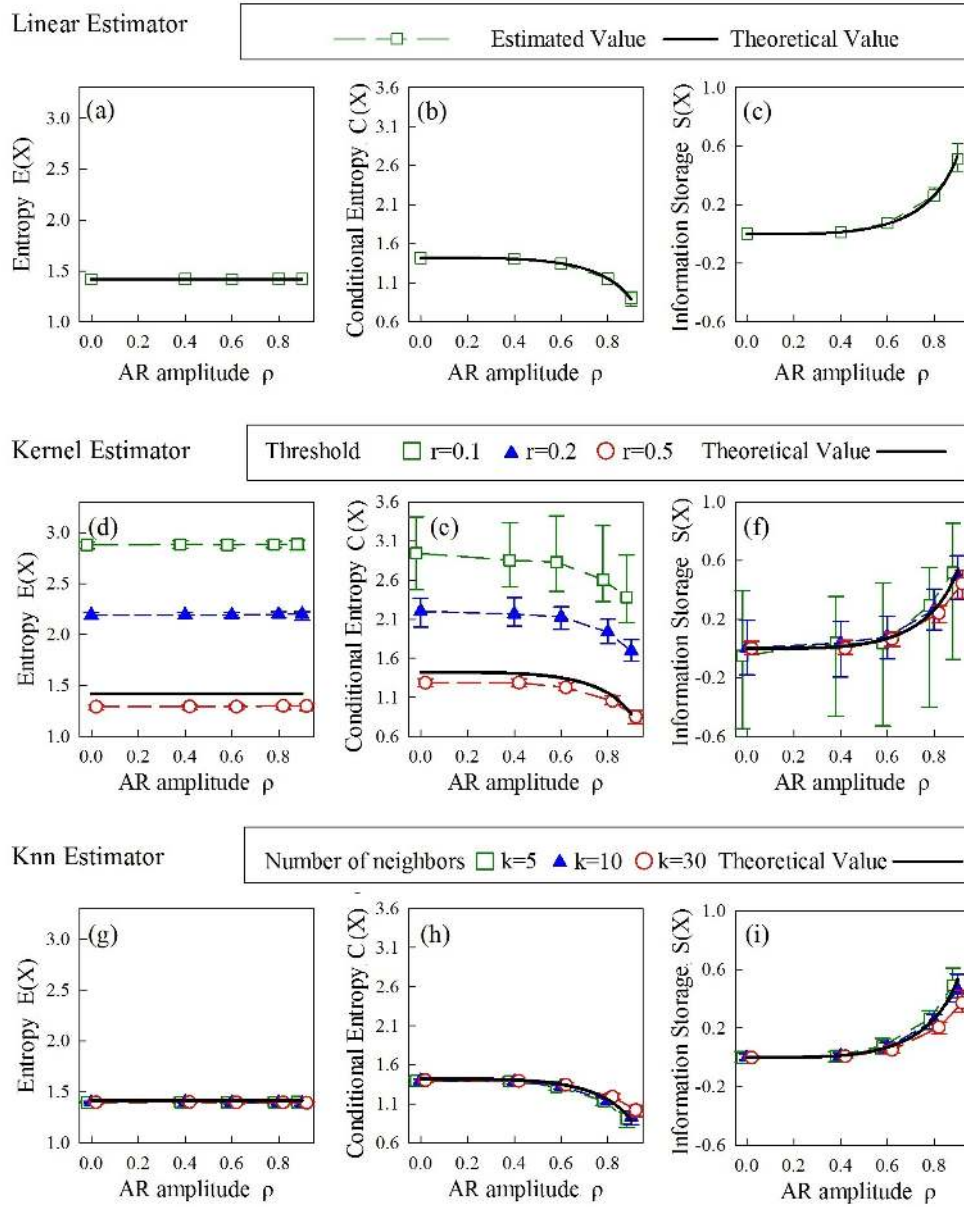 Linear Estimator
Estimated Value Theoretical Value
(a)
(b)
(c)
Entropy E(X)
3.0
2.5
2.0
1.5
1.0
0.0 0.2 0.4 0.6 0.8
AR amplitude ρ
Conditional Entropy C(X)
3.6
3.1
2.6
2.1
1.6
1.1
0.6
0.0 0.2 0.4 0.6 0.8
AR amplitude ρ
Information Storage S(X)
1.0
0.6
0.2
-0.2
-0.6
0.0 0.2 0.4 0.6 0.8
AR amplitude ρ
Kernel Estimator
Threshold r=0.1 r=0.2 r=0.5 Theoretical Value
(d)
(e)
(f)
Entropy E(X)
3.0
2.5
2.0
1.5
1.0
0.0 0.2 0.4 0.6 0.8
AR amplitude ρ
Conditional Entropy C(X)
3.6
3.1
2.6
2.1
1.6
1.1
0.6
0.0 0.2 0.4 0.6 0.8
AR amplitude ρ
Information Storage S(X)
1.0
0.6
0.2
-0.2
-0.6
0.0 0.2 0.4 0.6 0.8
AR amplitude ρ
Knn Estimator
Number of neighbors k=5 k=10 k=30 Theoretical Value
(g)
(h)
(i)
Entropy E(X)
3.0
2.5
2.0
1.5
1.0
0.0 0.2 0.4 0.6 0.8
AR amplitude ρ
Conditional Entropy C(X)
3.6
3.1
2.6
2.1
1.6
1.1
0.6
0.0 0.2 0.4 0.6 0.8
AR amplitude ρ
Information Storage S(X)
1.0
0.6
0.2
-0.2
-0.6
0.0 0.2 0.4 0.6 0.8
AR amplitude ρ